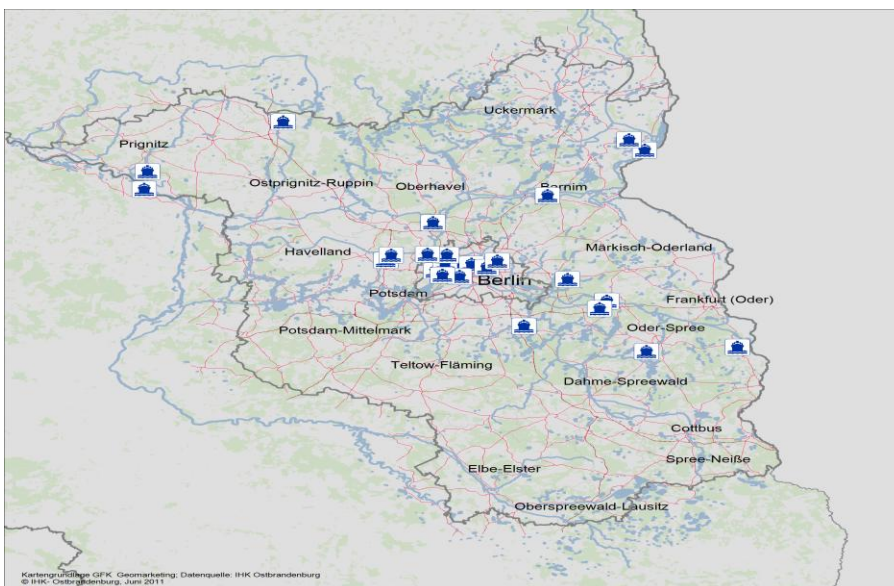 Uckermark
Prignitz
Ostprignitz-Ruppin
Oberhavel
Barnim
Havelland
Märkisch-Oderland
Berlin
Potsdam
Frankfurt (Oder)
Potsdam-Mittelmark
Oder-Spree
Teltow-Fläming
Dahme-Spreewald
Cottbus
Spree-Neiße
Elbe-Elster
Oberspreewald-Lausitz
Kartengrundlage GFK Geomarketing; Datenquelle: IHK Ostbrandenburg
© IHK- Ostbrandenburg, Juni 2011